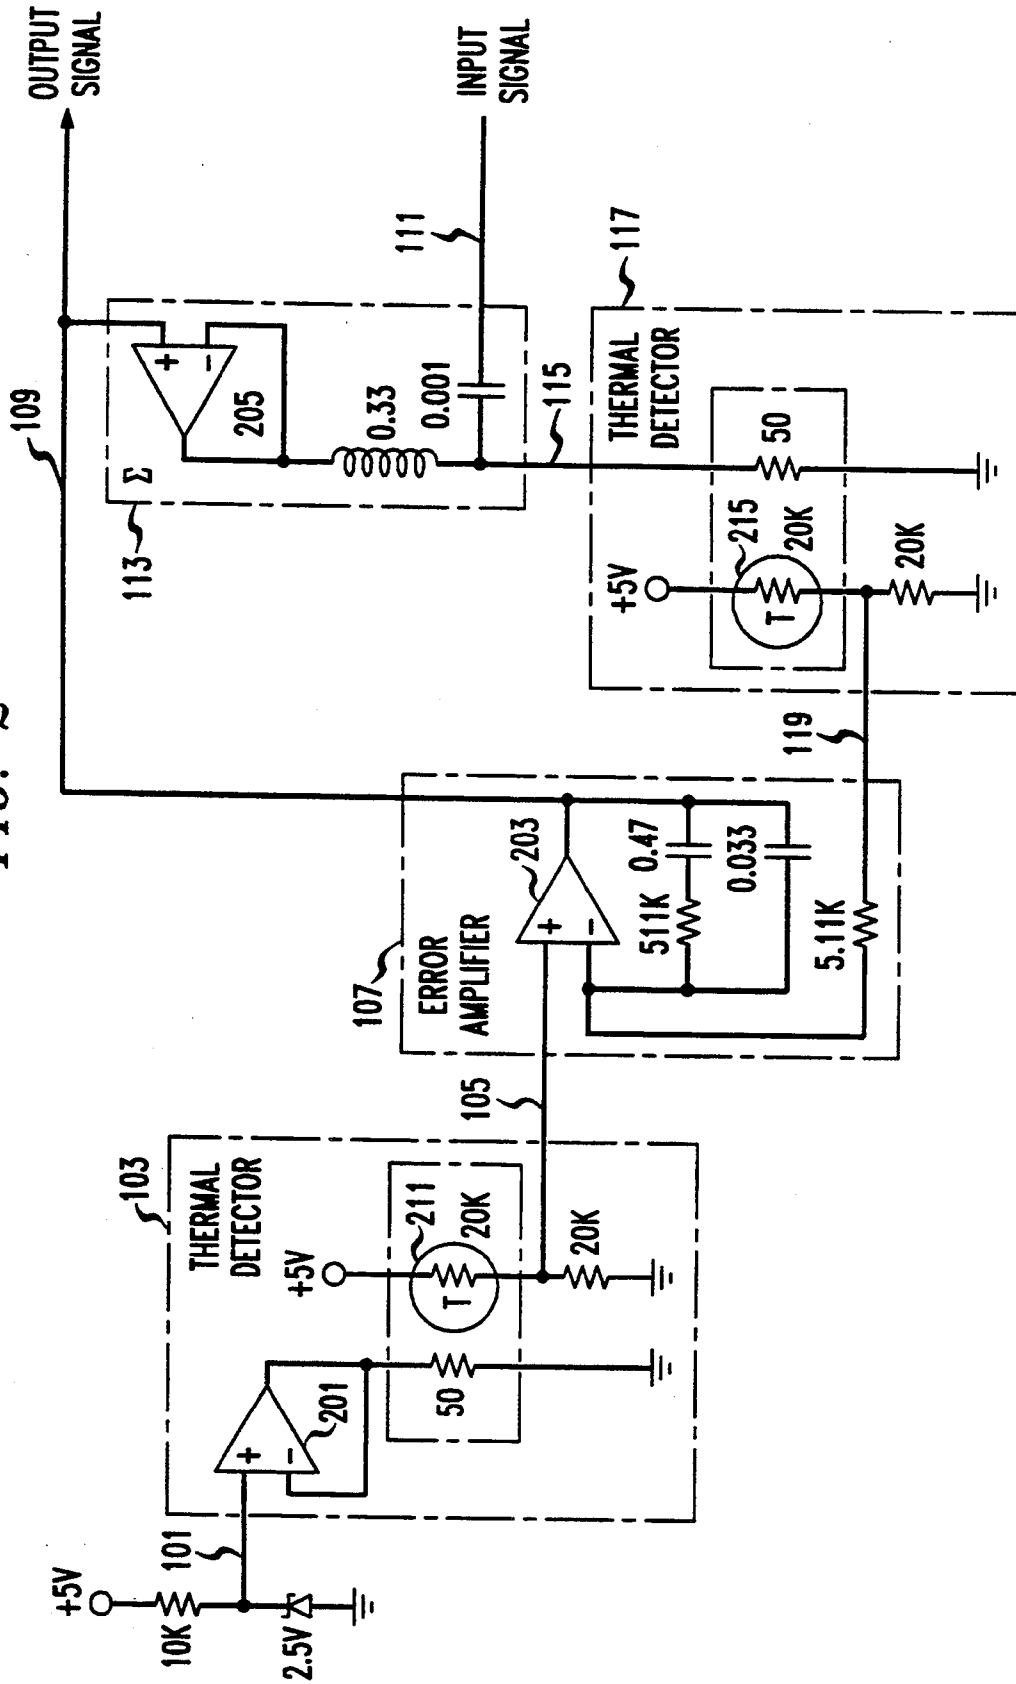 FIG. 2
+5V
10K
101
2.5V
103
THERMAL
DETECTOR
+
−
201
50
+5V
T
211
20K
20K
105
107
ERROR
AMPLIFIER
+
−
203
511K
0.47
0.033
5.11K
109
119
113
Σ
+
−
205
0.33
0.001
115
111
OUTPUT
SIGNAL
INPUT
SIGNAL
117
THERMAL
DETECTOR
+5V
T
215
20K
50
20K